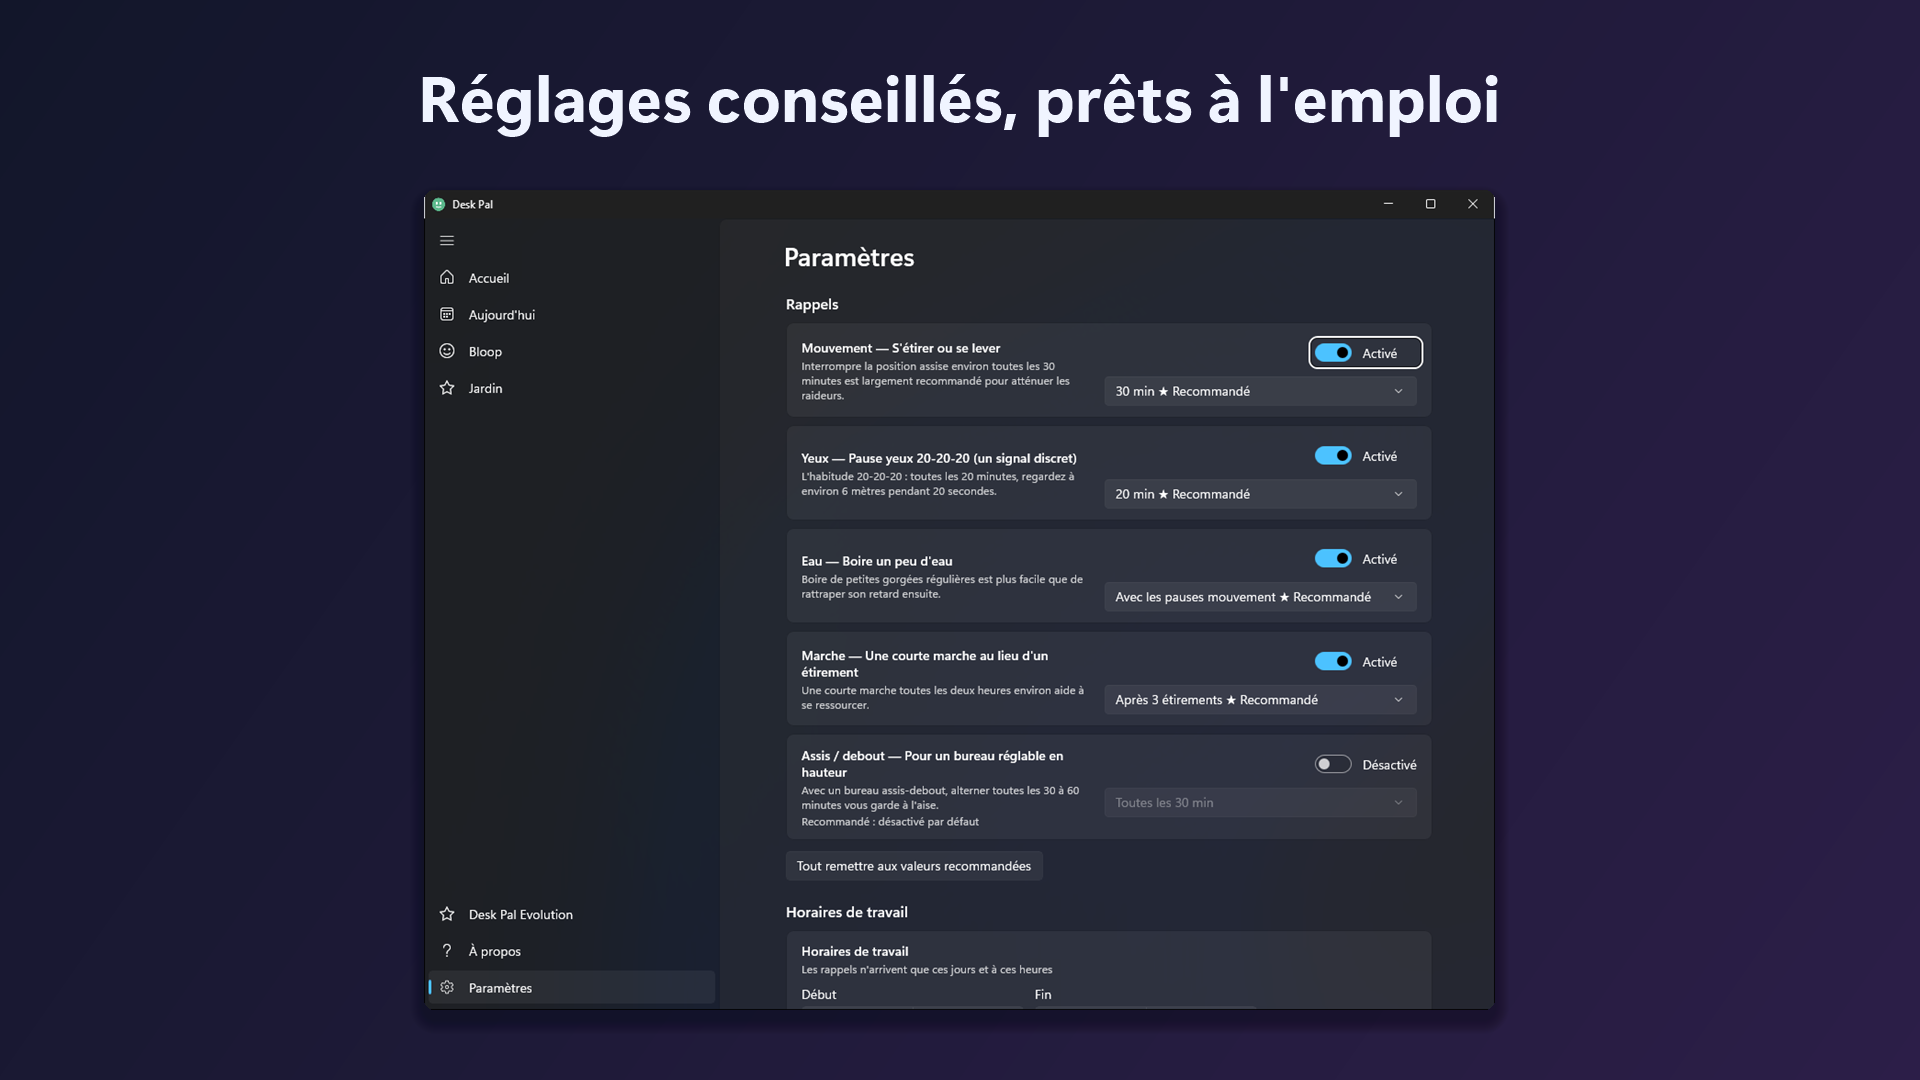 Réglages conseillés, prêts à l'emploi
Desk Pal
Accueil
Aujourd'hui
Bloop
Jardin
Desk Pal Evolution
À propos
Paramètres
Paramètres
Rappels
Mouvement — S'étirer ou se lever
Interrompre la position assise environ toutes les 30
minutes est largement recommandé pour atténuer les
raideurs.
Activé
30 min ★ Recommandé
Yeux — Pause yeux 20-20-20 (un signal discret)
L'habitude 20-20-20 : toutes les 20 minutes, regardez à
environ 6 mètres pendant 20 secondes.
Activé
20 min ★ Recommandé
Eau — Boire un peu d'eau
Boire de petites gorgées régulières est plus facile que de
rattraper son retard ensuite.
Activé
Avec les pauses mouvement ★ Recommandé
Marche — Une courte marche au lieu d'un
étirement
Une courte marche toutes les deux heures environ aide à
se ressourcer.
Activé
Après 3 étirements ★ Recommandé
Assis / debout — Pour un bureau réglable en
hauteur
Avec un bureau assis-debout, alterner toutes les 30 à 60
minutes vous garde à l'aise.
Recommandé : désactivé par défaut
Désactivé
Toutes les 30 min
Tout remettre aux valeurs recommandées
Horaires de travail
Horaires de travail
Les rappels n'arrivent que ces jours et à ces heures
Début
Fin